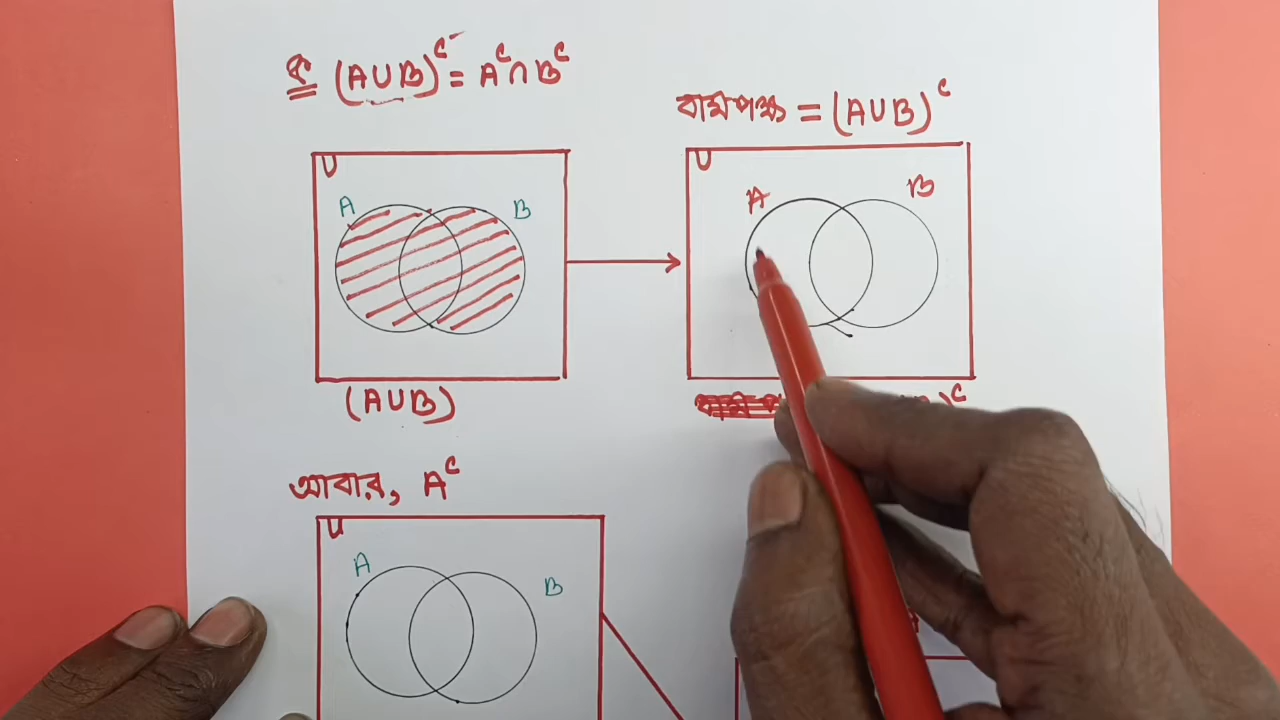 ক (A∪B)ᶜ = Aᶜ∩Bᶜ
বামপক্ষ = (A∪B)ᶜ
U
A
B
(A∪B)
U
A
B
আবার, Aᶜ
U
A
B